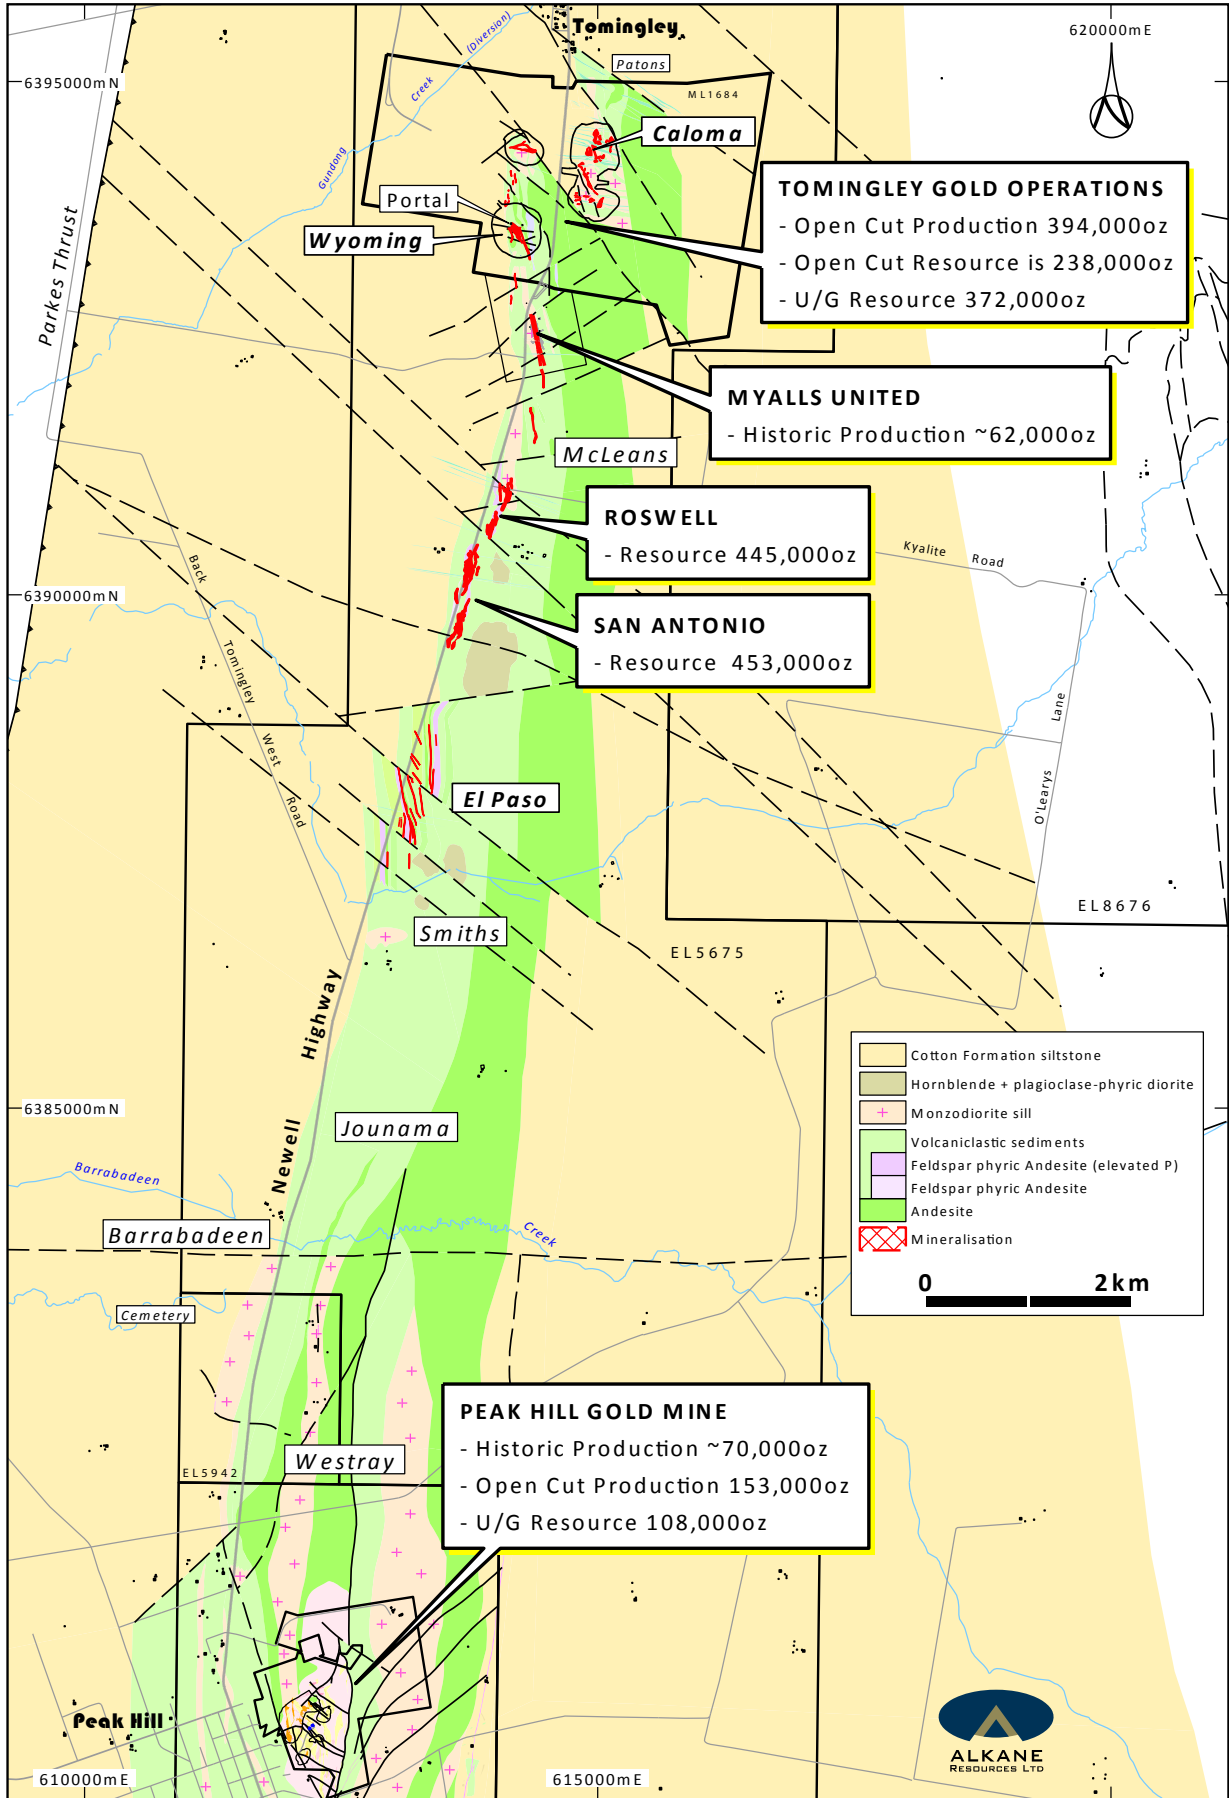 Tomingley
620000mE
(Diversion)
Patons
6395000mN
Creek
ML1684
Caloma
Gundong
TOMINGLEY GOLD OPERATIONS
- Open Cut Production 394,000oz
- Open Cut Resource is 238,000oz
- U/G Resource 372,000oz
Portal
Wyoming
Parkes Thrust
MYALLS UNITED
- Historic Production ~62,000oz
McLeans
ROSWELL
- Resource 445,000oz
Kyalite Road
Back
6390000mN
SAN ANTONIO
- Resource 453,000oz
Tomingley
Lane
West
Road
O'Learys
El Paso
EL8676
Smiths
EL5675
Highway
Cotton Formation siltstone
Hornblende + plagioclase-phyric diorite
Monzodiorite sill
Volcaniclastic sediments
Feldspar phyric Andesite (elevated P)
Feldspar phyric Andesite
Andesite
Mineralisation
0 2km
6385000mN
Jounama
Newell
Barrabadeen
Barrabadeen
Creek
Cemetery
PEAK HILL GOLD MINE
- Historic Production ~70,000oz
- Open Cut Production 153,000oz
- U/G Resource 108,000oz
Westray
EL5942
Peak Hill
ALKANE
RESOURCES LTD
610000mE
615000mE